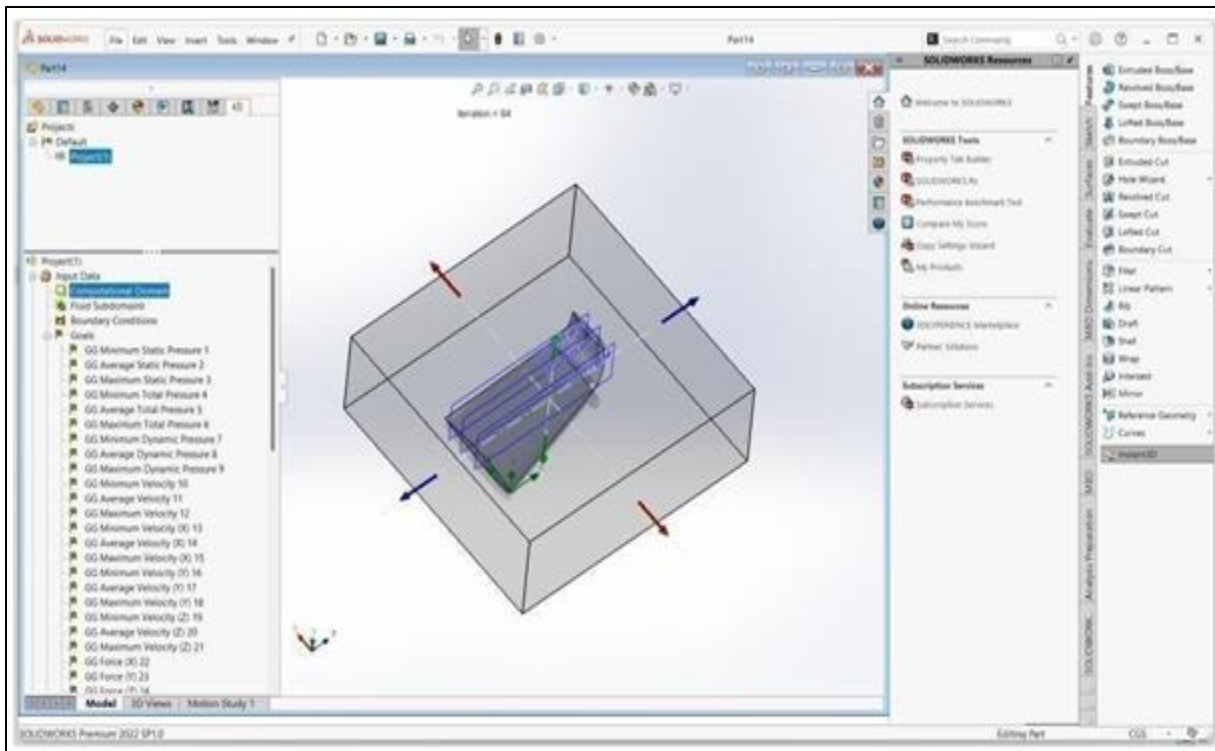 SOLIDWORKS File Edit View Insert Tools Window Part14 Search Commands
Part14
Iteration = 64
Projects
Default
Project(1)
Project(1)
Input Data
Computational Domain
Fluid Subdomains
Boundary Conditions
Goals
GG Minimum Static Pressure 1
GG Average Static Pressure 2
GG Maximum Static Pressure 3
GG Minimum Total Pressure 4
GG Average Total Pressure 5
GG Maximum Total Pressure 6
GG Minimum Dynamic Pressure 7
GG Average Dynamic Pressure 8
GG Maximum Dynamic Pressure 9
GG Minimum Velocity 10
GG Average Velocity 11
GG Maximum Velocity 12
GG Minimum Velocity (X) 13
GG Average Velocity (X) 14
GG Maximum Velocity (X) 15
GG Minimum Velocity (Y) 16
GG Average Velocity (Y) 17
GG Maximum Velocity (Y) 18
GG Minimum Velocity (Z) 19
GG Average Velocity (Z) 20
GG Maximum Velocity (Z) 21
GG Force (X) 22
GG Force (Y) 23
GG Force (Z) 24
Model 3D Views Motion Study 1
SOLIDWORKS Resources
Welcome to SOLIDWORKS
SOLIDWORKS Tools
Property Tab Builder
SOLIDWORKS Rx
Performance Benchmark Test
Compare My Score
Copy Settings Wizard
My Products
Online Resources
3DEXPERIENCE Marketplace
Partner Solutions
Subscription Services
Subscription Services
Features
Sketch
Surfaces
Evaluate
MBD Dimensions
SOLIDWORKS Add-Ins
MBD
Analysis Preparation
SOLIDWORK...
Extruded Boss/Base
Revolved Boss/Base
Swept Boss/Base
Lofted Boss/Base
Boundary Boss/Base
Extruded Cut
Hole Wizard
Revolved Cut
Swept Cut
Lofted Cut
Boundary Cut
Fillet
Linear Pattern
Rib
Draft
Shell
Wrap
Intersect
Mirror
Reference Geometry
Curves
Instant3D
SOLIDWORKS Premium 2022 SP1.0 Editing Part CGS